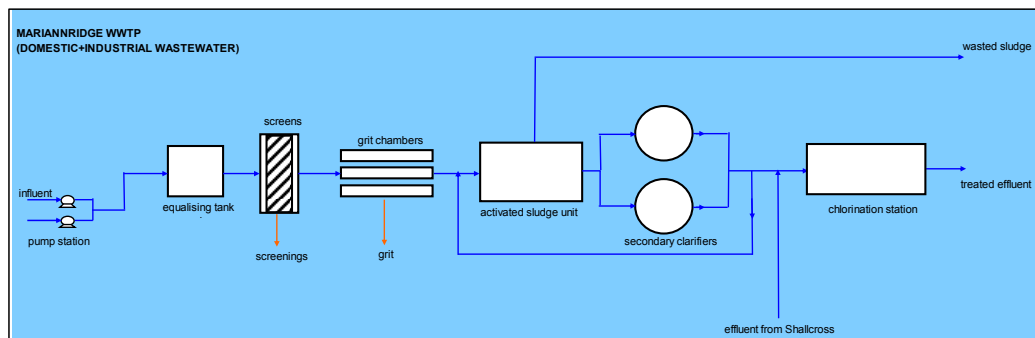 MARIANNRIDGE WWTP
(DOMESTIC+INDUSTRIAL WASTEWATER)
wasted sludge
screens
grit chambers
influent
equalising tank
pump station
screenings
grit
activated sludge unit
secondary clarifiers
chlorination station
treated effluent
effluent from Shallcross